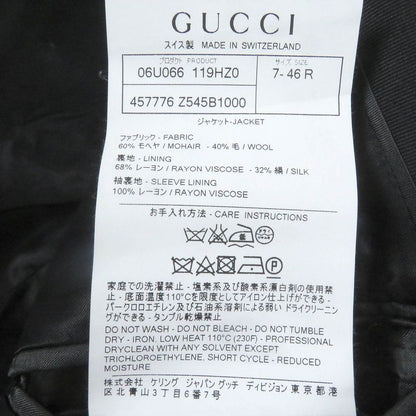 GUCCI
スイス製 MADE IN SWITZERLAND
プロダクト PRODUCT
サイズ SIZE
06U066 119HZ0
7- 46 R
457776 Z545B1000
ジャケット-JACKET
ファブリック - FABRIC
60% モヘヤ / MOHAIR - 40% 毛 / WOOL
裏地 - LINING
68% レーヨン / RAYON VISCOSE - 32% 絹 / SILK
袖裏地 - SLEEVE LINING
100% レーヨン / RAYON VISCOSE
お手入れ方法 - CARE INSTRUCTIONS
家庭での洗濯禁止 - 塩素系及び酸素系漂白剤の使用禁
止 - 底面温度110℃を限度としてアイロン仕上げができる -
パークロロエチレン及び石油系溶剤による弱い ドライクリーニン
グができる - タンブル乾燥禁止
DO NOT WASH - DO NOT BLEACH - DO NOT TUMBLE
DRY - IRON, LOW HEAT 110°C (230F) - PROFESSIONAL
DRYCLEAN WITH ANY SOLVENT EXCEPT
TRICHLOROETHYLENE, SHORT CYCLE - REDUCED
MOISTURE
株式会社 ケリング ジャパン グッチ ディビジョン 東京都港
区北青山3丁目6番7号